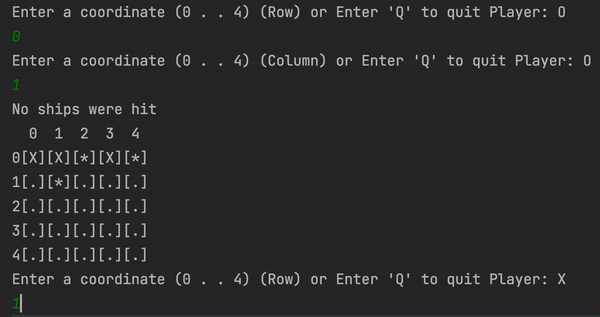 Enter a coordinate (0 . . 4) (Row) or Enter 'Q' to quit Player: O
0
Enter a coordinate (0 . . 4) (Column) or Enter 'Q' to quit Player: O
1
No ships were hit
  0  1  2  3  4
0[X][X][*][X][*]
1[.][*][.][.][.]
2[.][.][.][.][.]
3[.][.][.][.][.]
4[.][.][.][.][.]
Enter a coordinate (0 . . 4) (Row) or Enter 'Q' to quit Player: X
1